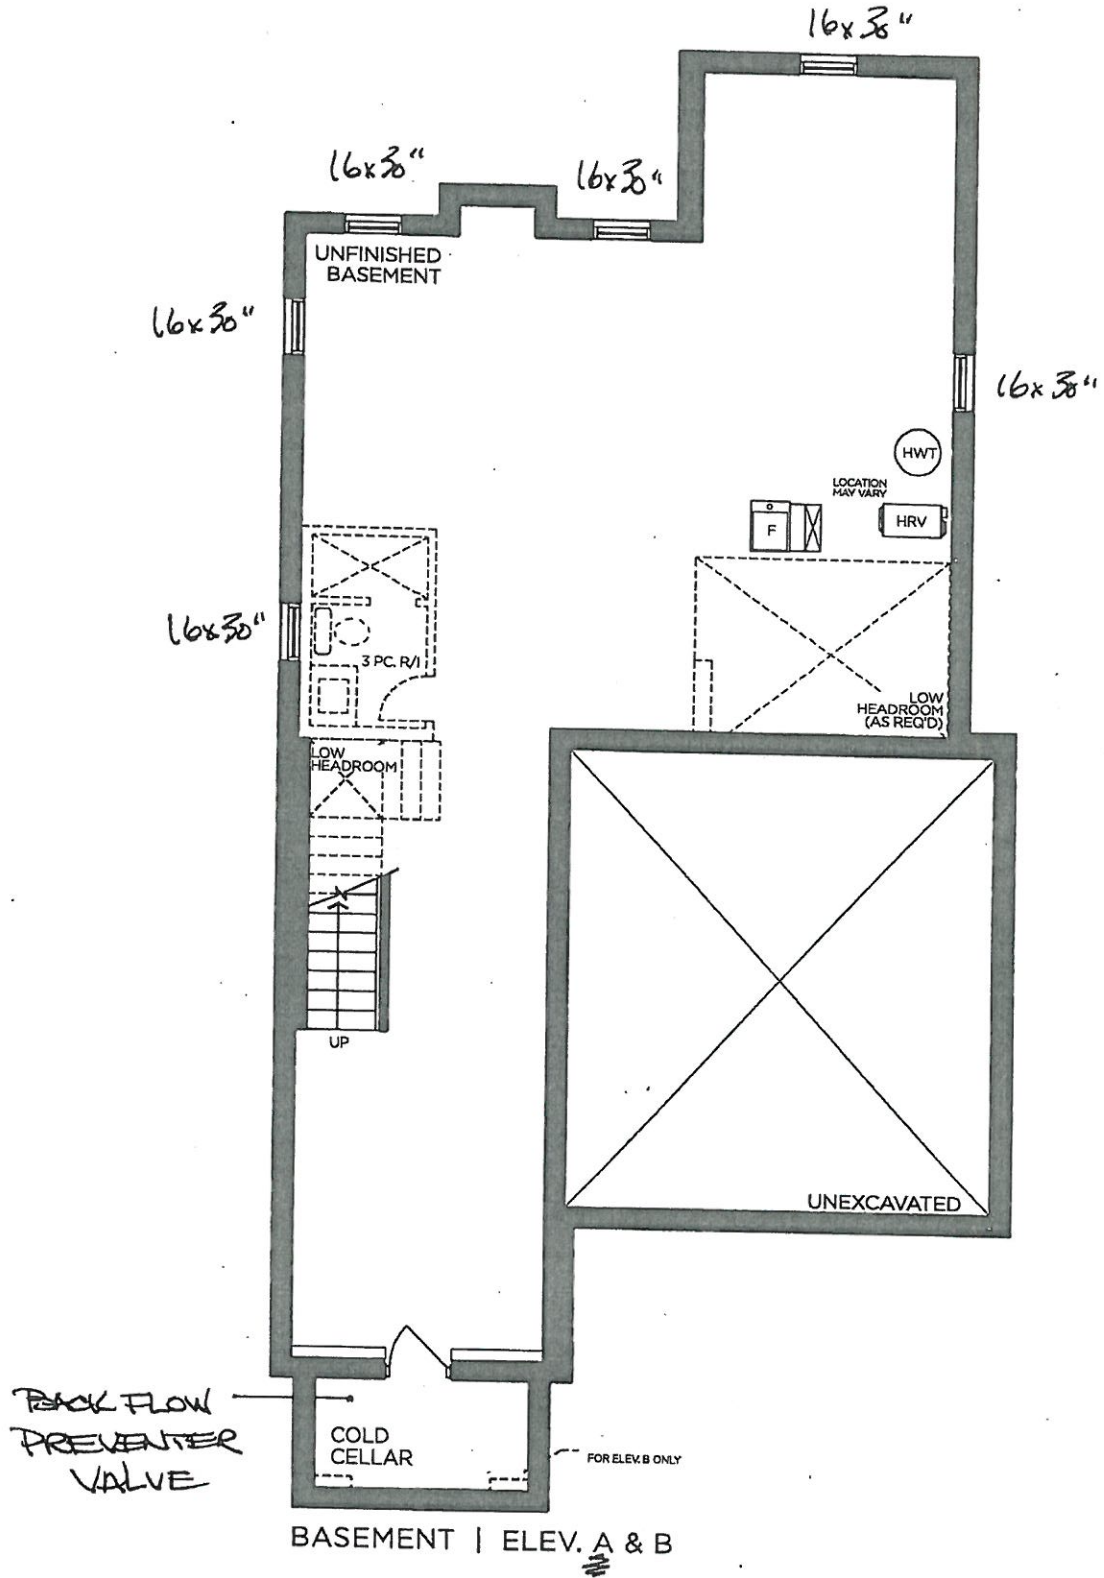 16x30"
16x30"
16x30"
UNFINISHED
BASEMENT
16x30"
16x30"
HWT
LOCATION
MAY VARY
F
HRV
16x30"
3 PC. R/I
LOW
HEADROOM
(AS REQ'D)
LOW
HEADROOM
UP
UNEXCAVATED
BACK FLOW
PREVENTER
VALVE
COLD
CELLAR
FOR ELEV. B ONLY
BASEMENT | ELEV. A & B